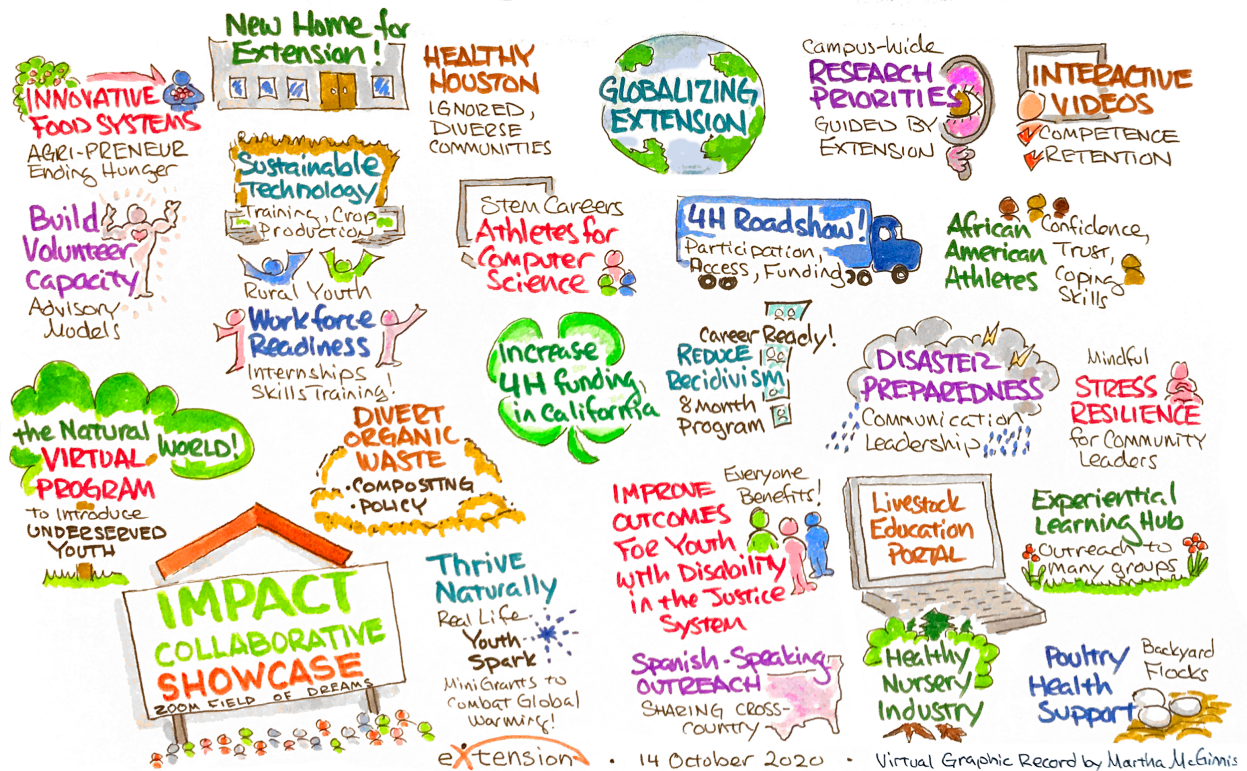 New Home for
Extension!
INNOVATIVE
FOOD SYSTEMS
AGRI-PRENEUR
Ending Hunger
HEALTHY
HOUSTON
IGNORED,
DIVERSE
COMMUNITIES
GLOBALIZING
EXTENSION
Campus-Wide
RESEARCH
PRIORITIES
GUIDED BY
EXTENSION
INTERACTIVE
VIDEOS
COMPETENCE
RETENTION
Build
Volunteer
Capacity
Advisory
Models
Sustainable
Technology
Training, Crop
Production
Rural Youth
Workforce
Readiness
Internships
Skills Training!
Stem Careers
Athletes for
Computer
Science
4H Roadshow!
Participation,
Access, Funding
African
American
Athletes
Confidence,
Trust,
Coping
Skills
the Natural
WORLD!
VIRTUAL
PROGRAM
to Introduce
UNDERSERVED
YOUTH
DIVERT
ORGANIC
WASTE
• COMPOSTING
• POLICY
Increase
4H funding
in California
Career Ready!
REDUCE
Recidivism
8 month
Program
DISASTER
PREPAREDNESS
Communication
Leadership
Mindful
STRESS
RESILIENCE
for Community
Leaders
IMPACT
COLLABORATIVE
SHOWCASE
ZOOM FIELD OF DREAMS
Thrive
Naturally
Real Life
Youth
Spark
Mini Grants to
Combat Global
Warming!
Everyone
Benefits!
IMPROVE
OUTCOMES
For Youth
with Disability
in the Justice
System
Livestock
Education
PORTAL
Experiential
Learning Hub
Outreach to
many groups
Spanish-Speaking
OUTREACH
SHARING CROSS-
COUNTRY
Healthy
Nursery
Industry
Poultry
Health
Support
Backyard
Flocks
eXtension • 14 October 2020 • Virtual Graphic Record by Martha McGinnis